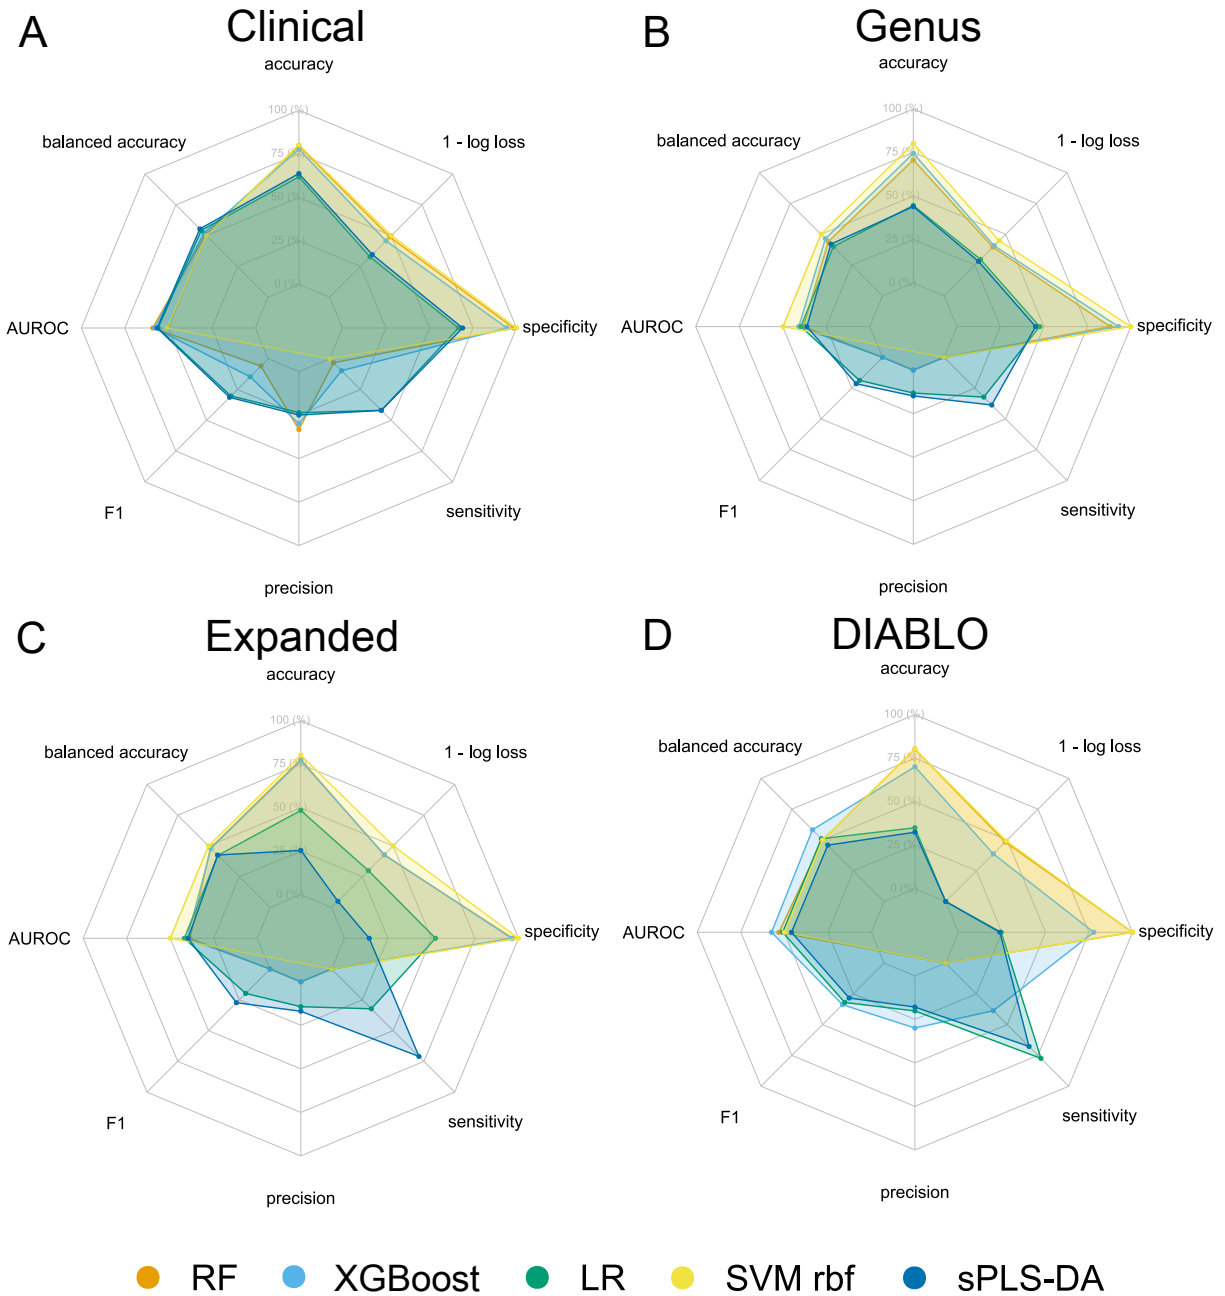 A
Clinical
accuracy
100 (%)
75 (%)
50 (%)
25 (%)
0 (%)
balanced accuracy
1 - log loss
AUROC
specificity
F1
sensitivity
precision
B
Genus
accuracy
100 (%)
75 (%)
50 (%)
25 (%)
0 (%)
balanced accuracy
1 - log loss
AUROC
specificity
F1
sensitivity
precision
C
Expanded
accuracy
100 (%)
75 (%)
50 (%)
25 (%)
0 (%)
balanced accuracy
1 - log loss
AUROC
specificity
F1
sensitivity
precision
D
DIABLO
accuracy
100 (%)
75 (%)
50 (%)
25 (%)
0 (%)
balanced accuracy
1 - log loss
AUROC
specificity
F1
sensitivity
precision
RF
XGBoost
LR
SVM rbf
sPLS-DA